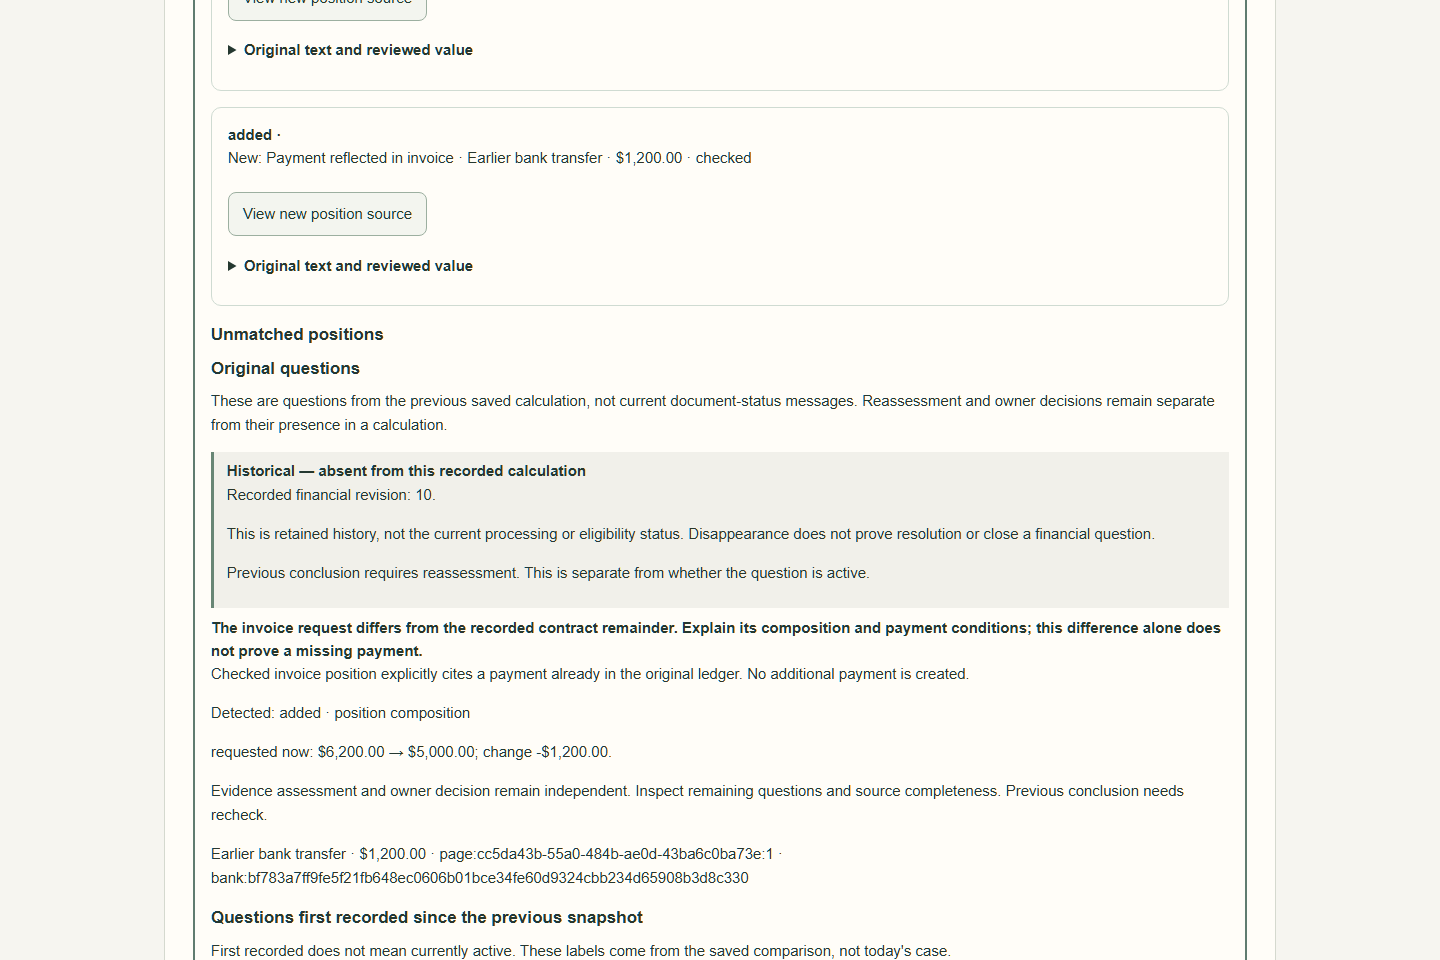 View new position source
▶ Original text and reviewed value
added ·
New: Payment reflected in invoice · Earlier bank transfer · $1,200.00 · checked
View new position source
▶ Original text and reviewed value
Unmatched positions
Original questions
These are questions from the previous saved calculation, not current document-status messages. Reassessment and owner decisions remain separate
from their presence in a calculation.
Historical — absent from this recorded calculation
Recorded financial revision: 10.
This is retained history, not the current processing or eligibility status. Disappearance does not prove resolution or close a financial question.
Previous conclusion requires reassessment. This is separate from whether the question is active.
The invoice request differs from the recorded contract remainder. Explain its composition and payment conditions; this difference alone does
not prove a missing payment.
Checked invoice position explicitly cites a payment already in the original ledger. No additional payment is created.
Detected: added · position composition
requested now: $6,200.00 → $5,000.00; change -$1,200.00.
Evidence assessment and owner decision remain independent. Inspect remaining questions and source completeness. Previous conclusion needs
recheck.
Earlier bank transfer · $1,200.00 · page:cc5da43b-55a0-484b-ae0d-43ba6c0ba73e:1 ·
bank:bf783a7ff9fe5f21fb648ec0606b01bce34fe60d9324cbb234d65908b3d8c330
Questions first recorded since the previous snapshot
First recorded does not mean currently active. These labels come from the saved comparison, not today's case.